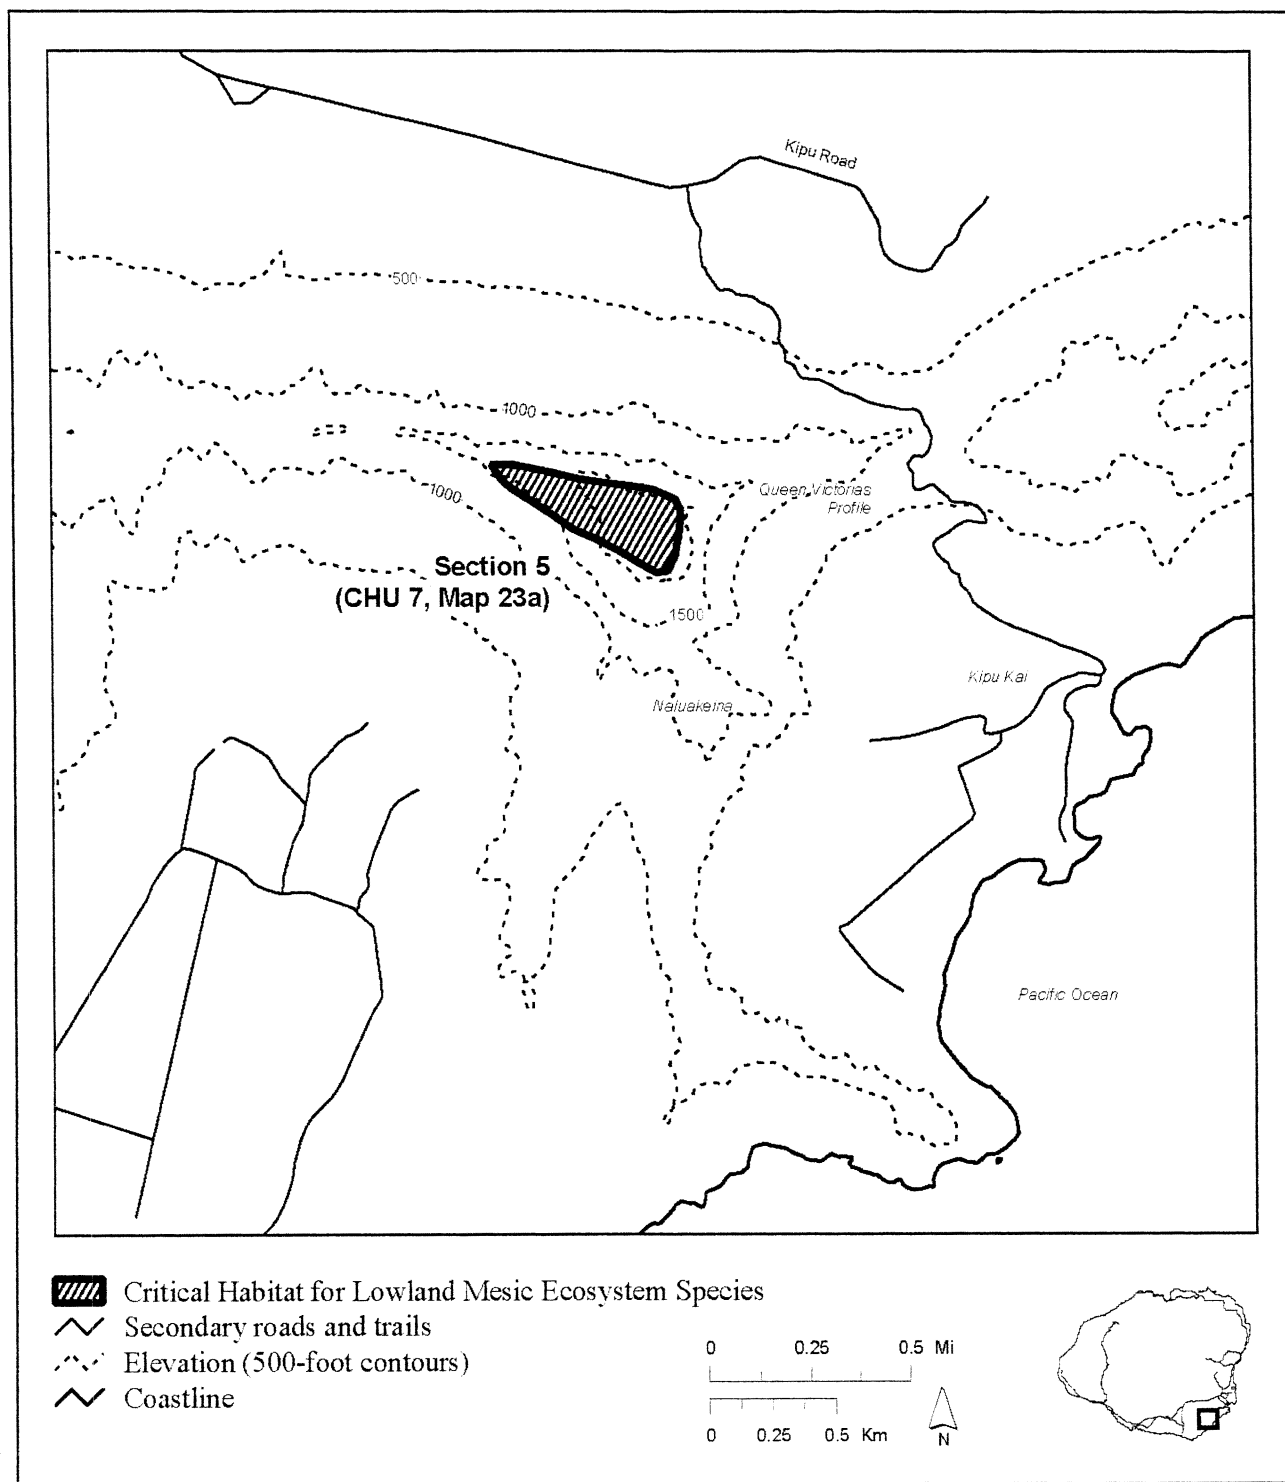 Kipu Road
500
1000
1000
Queen Victorias
Profile
Section 5
(CHU 7, Map 23a)
1500
Kipu Kai
Naluakeina
Pacific Ocean
Critical Habitat for Lowland Mesic Ecosystem Species
Secondary roads and trails
Elevation (500-foot contours)
Coastline
0 0.25 0.5 Mi
0 0.25 0.5 Km
N